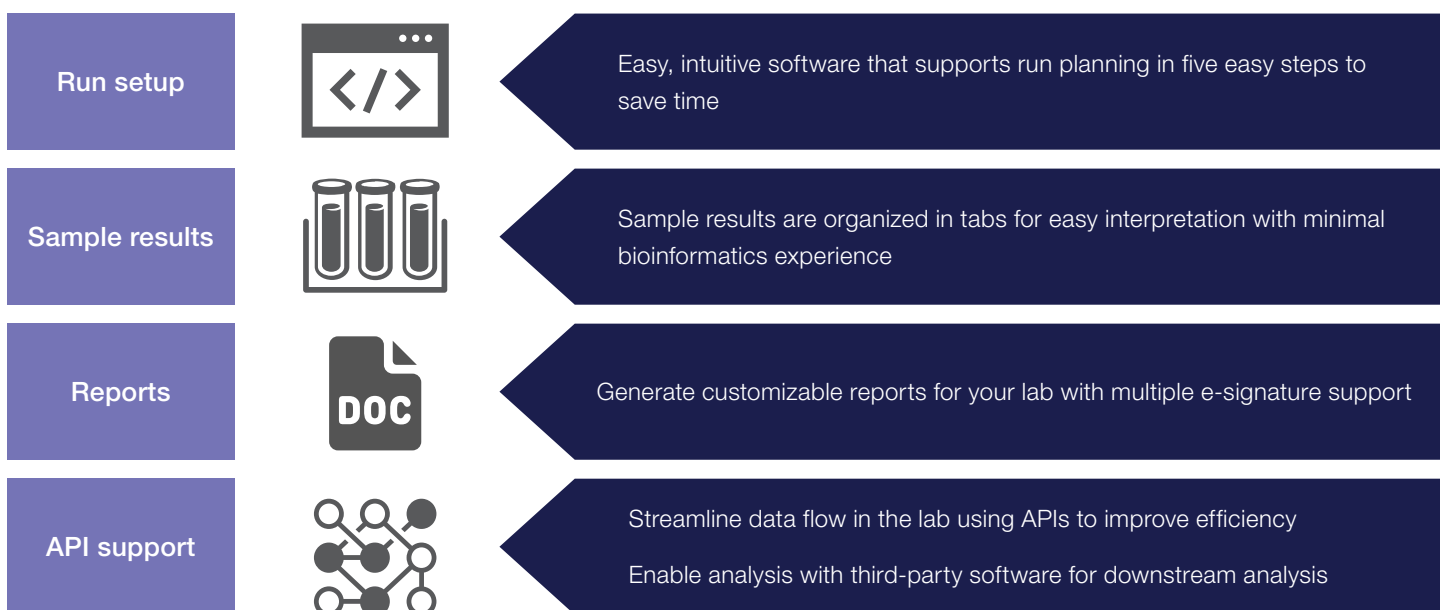 Run setup
</>
Easy, intuitive software that supports run planning in five easy steps to
save time
Sample results
Sample results are organized in tabs for easy interpretation with minimal
bioinformatics experience
Reports
DOC
Generate customizable reports for your lab with multiple e-signature support
API support
Streamline data flow in the lab using APIs to improve efficiency
Enable analysis with third-party software for downstream analysis